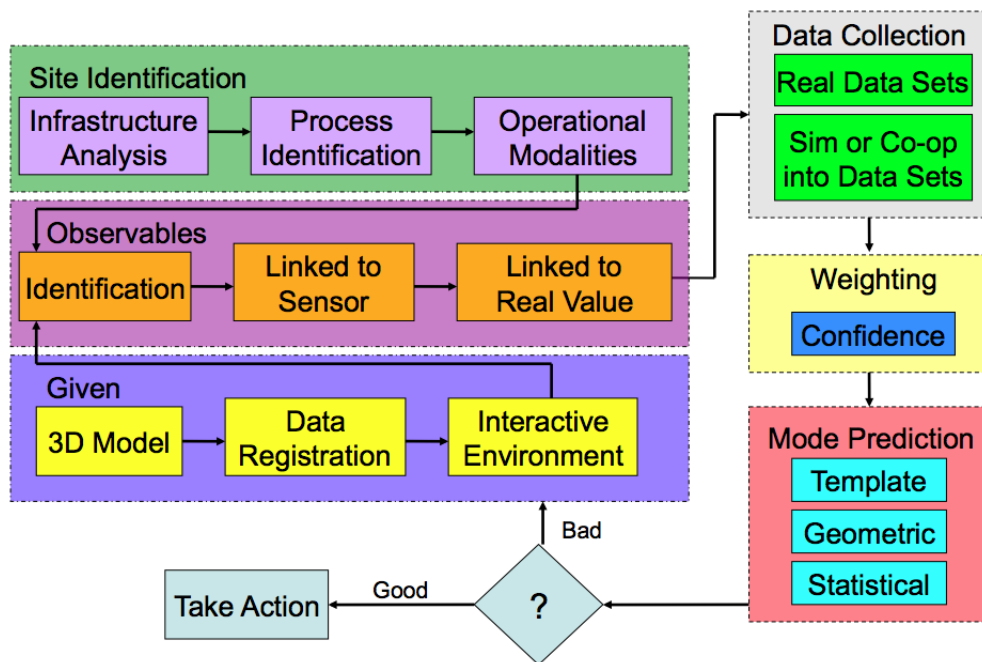 Site Identification
Infrastructure
Analysis
Process
Identification
Operational
Modalities
Observables
Identification
Linked to
Sensor
Linked to
Real Value
Given
3D Model
Data
Registration
Interactive
Environment
Data Collection
Real Data Sets
Sim or Co-op
into Data Sets
Weighting
Confidence
Mode Prediction
Template
Geometric
Statistical
?
Bad
Good
Take Action